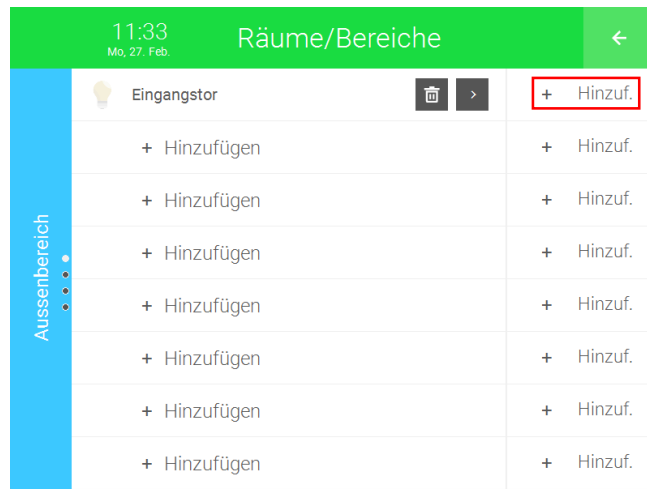 11:33
Mo, 27. Feb.
Räume/Bereiche
Aussenbereich
Eingangstor
+ Hinzuf.
+ Hinzufügen
+ Hinzuf.
+ Hinzufügen
+ Hinzuf.
+ Hinzufügen
+ Hinzuf.
+ Hinzufügen
+ Hinzuf.
+ Hinzufügen
+ Hinzuf.
+ Hinzufügen
+ Hinzuf.
+ Hinzufügen
+ Hinzuf.